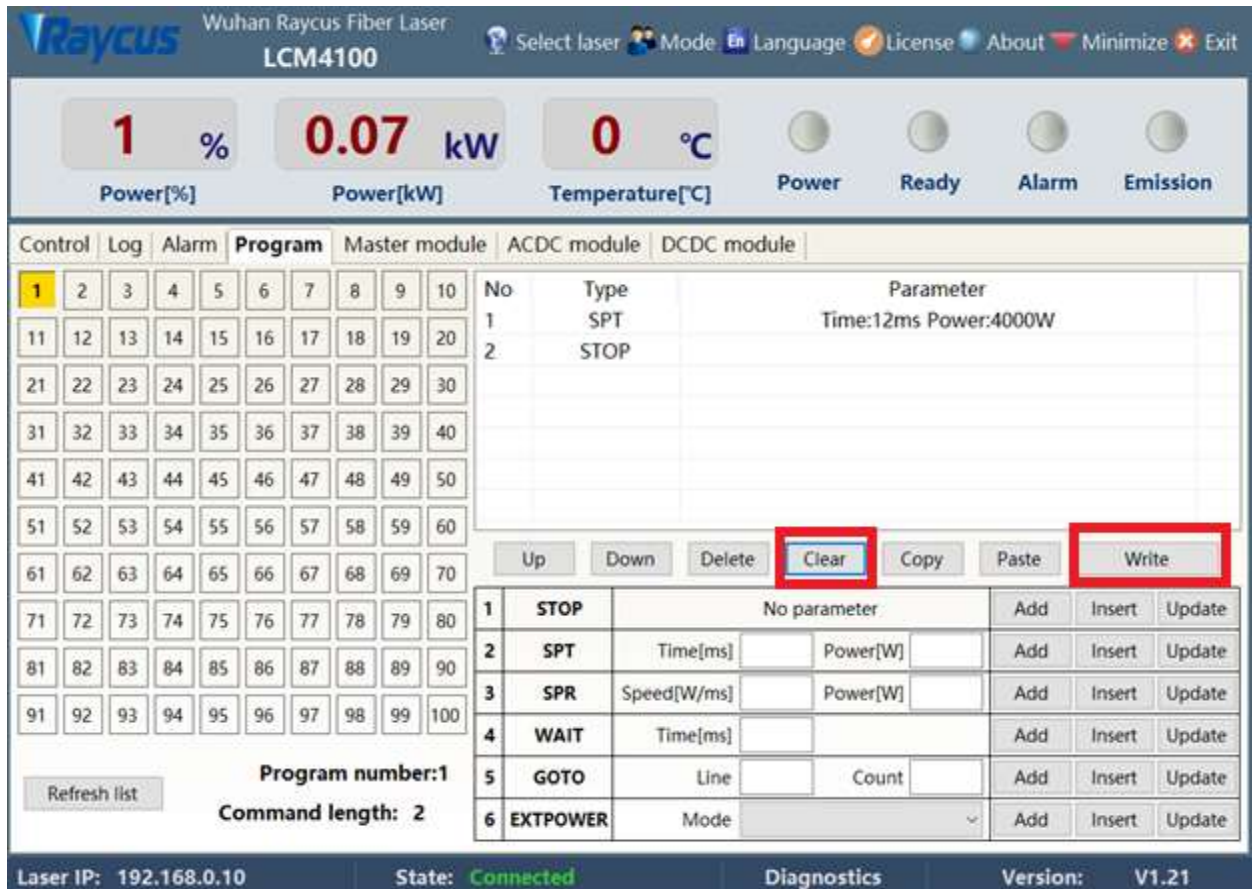 Raycus
Wuhan Raycus Fiber Laser
LCM4100
Select laser Mode En Language License About Minimize Exit
1 % 0.07 kW 0 ℃
Power[%] Power[kW] Temperature[℃] Power Ready Alarm Emission
Control Log Alarm Program Master module ACDC module DCDC module
1 2 3 4 5 6 7 8 9 10
11 12 13 14 15 16 17 18 19 20
21 22 23 24 25 26 27 28 29 30
31 32 33 34 35 36 37 38 39 40
41 42 43 44 45 46 47 48 49 50
51 52 53 54 55 56 57 58 59 60
61 62 63 64 65 66 67 68 69 70
71 72 73 74 75 76 77 78 79 80
81 82 83 84 85 86 87 88 89 90
91 92 93 94 95 96 97 98 99 100
Refresh list
Program number:1
Command length: 2
No Type Parameter
1 SPT Time:12ms Power:4000W
2 STOP
Up Down Delete Clear Copy Paste Write
1 STOP No parameter Add Insert Update
2 SPT Time[ms] Power[W] Add Insert Update
3 SPR Speed[W/ms] Power[W] Add Insert Update
4 WAIT Time[ms] Add Insert Update
5 GOTO Line Count Add Insert Update
6 EXTPOWER Mode Add Insert Update
Laser IP: 192.168.0.10 State: Connected Diagnostics Version: V1.21